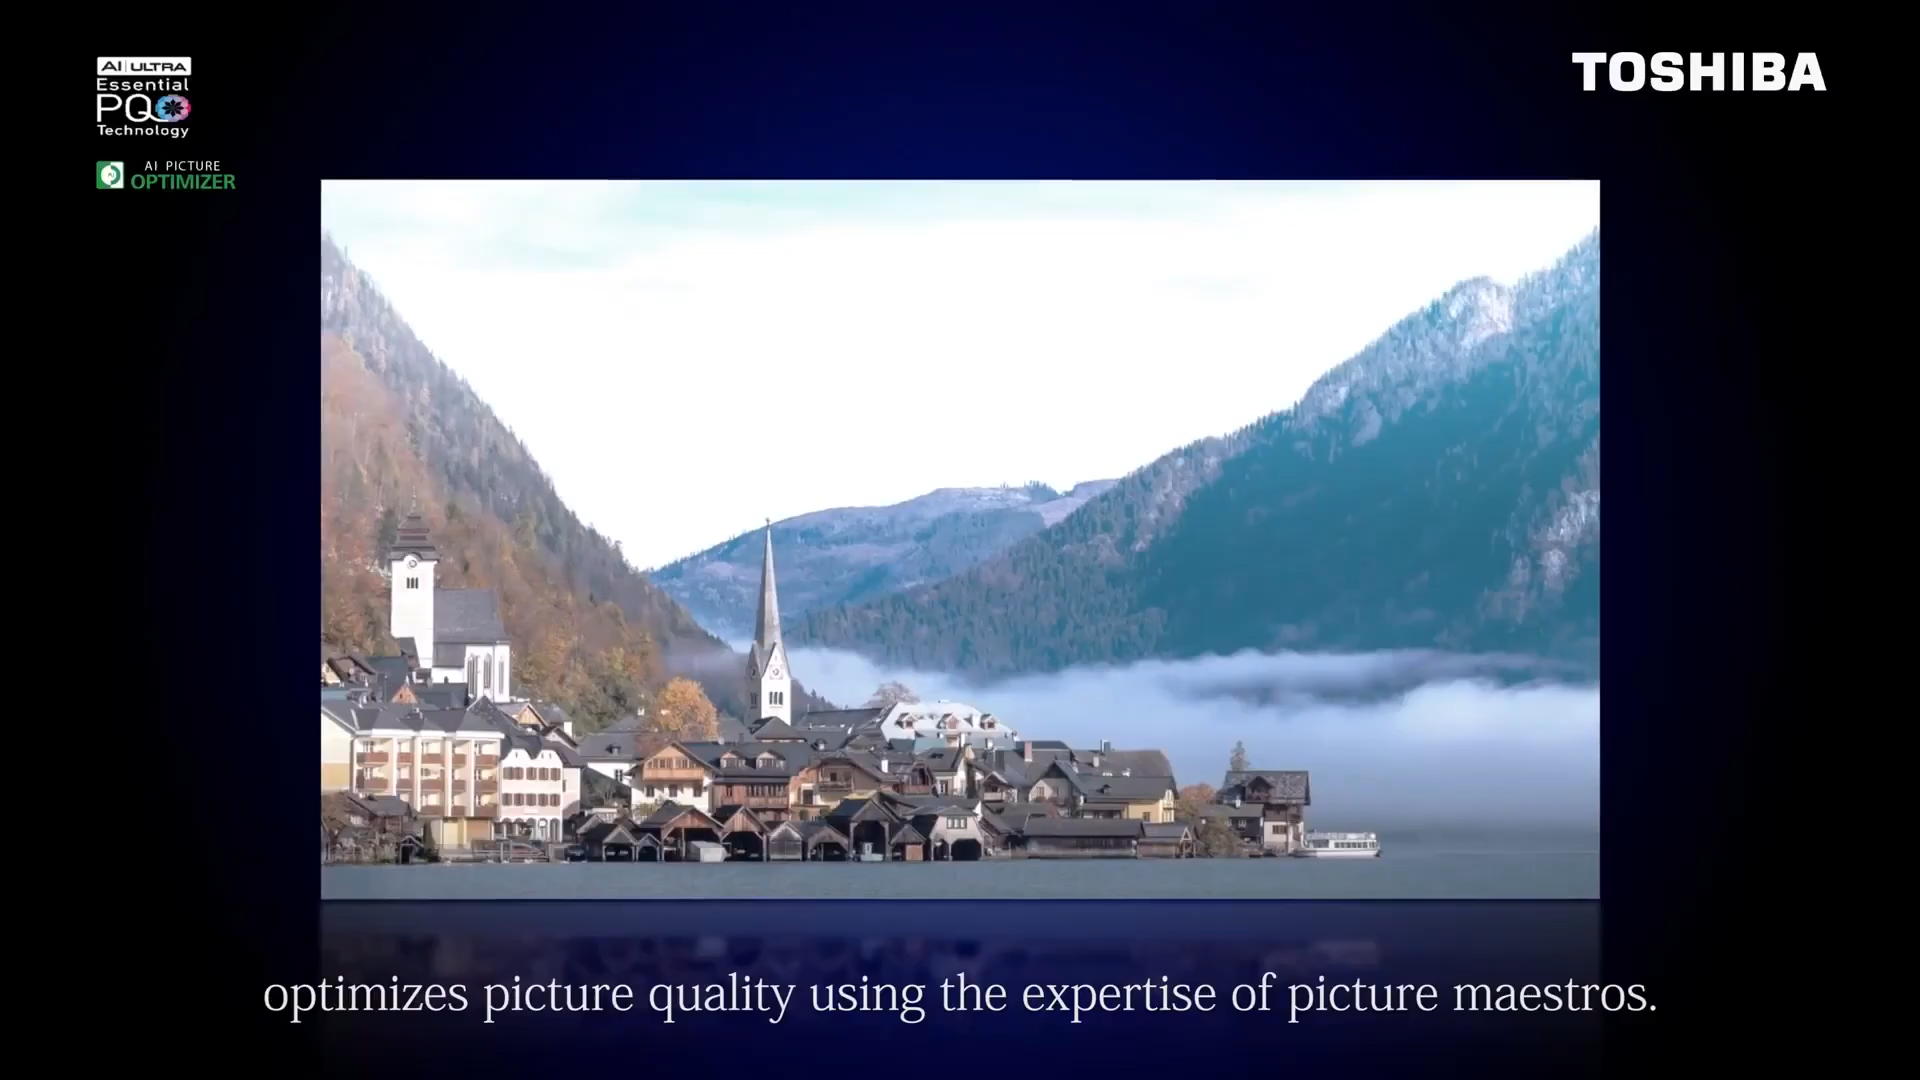 AI ULTRA
Essential
PQ
Technology
AI PICTURE
OPTIMIZER
TOSHIBA
optimizes picture quality using the expertise of picture maestros.